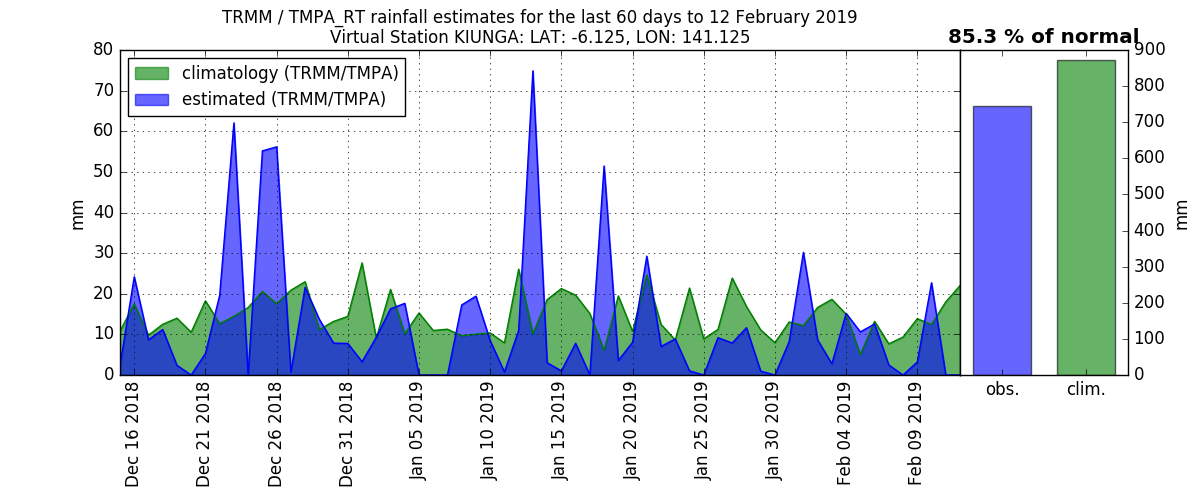 TRMM / TMPA_RT rainfall estimates for the last 60 days to 12 February 2019
Virtual Station KIUNGA: LAT: -6.125, LON: 141.125
85.3 % of normal
climatology (TRMM/TMPA)
estimated (TRMM/TMPA)
80
70
60
50
40
30
20
10
0
mm
Dec 16 2018
Dec 21 2018
Dec 26 2018
Dec 31 2018
Jan 05 2019
Jan 10 2019
Jan 15 2019
Jan 20 2019
Jan 25 2019
Jan 30 2019
Feb 04 2019
Feb 09 2019
900
800
700
600
500
400
300
200
100
0
mm
obs.
clim.